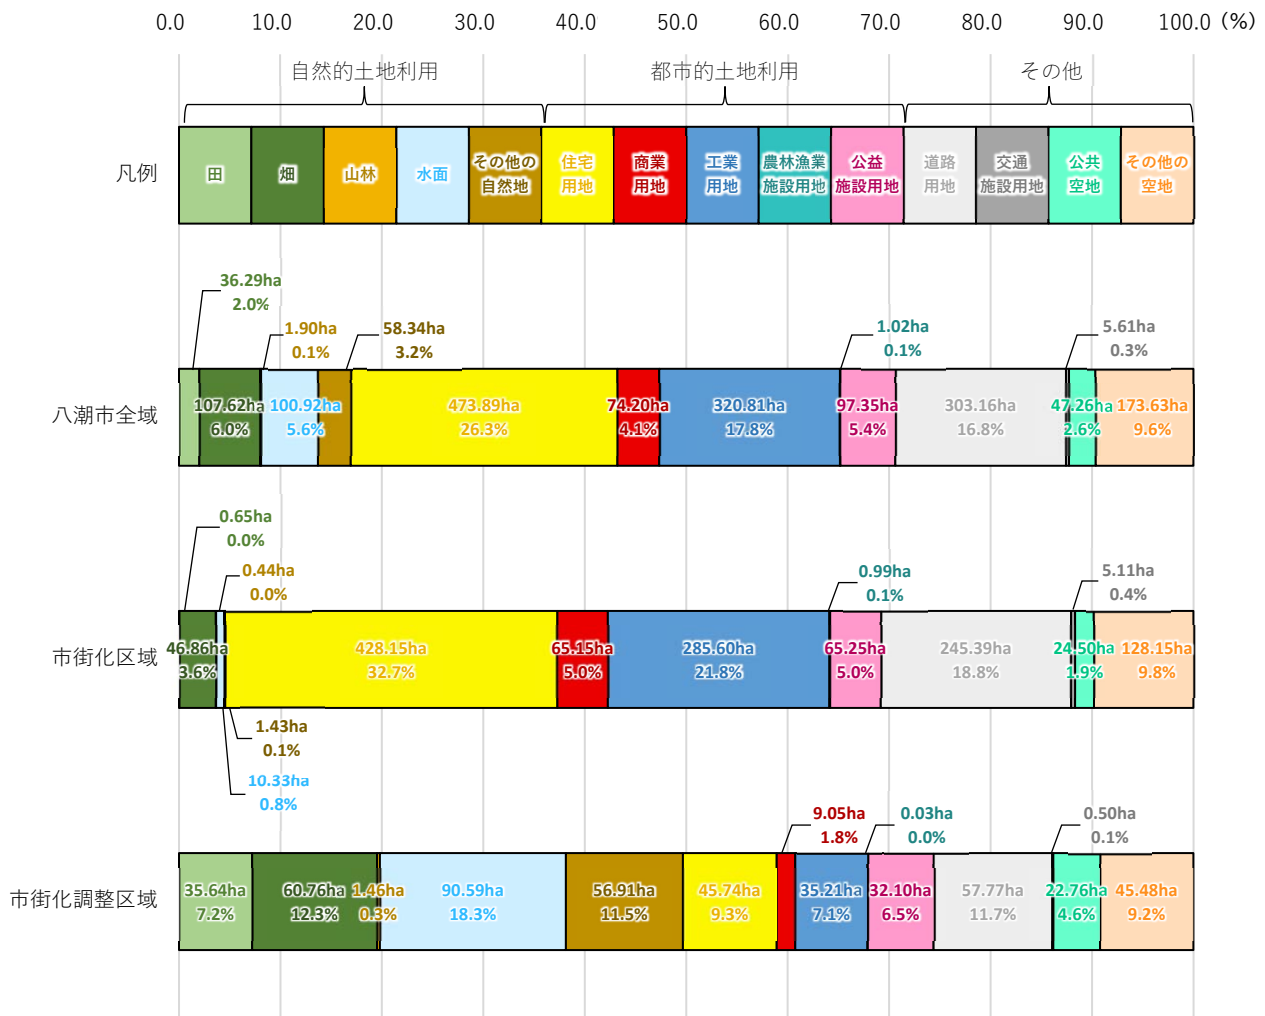 0.0 10.0 20.0 30.0 40.0 50.0 60.0 70.0 80.0 90.0 100.0 (%)
自然的土地利用 都市的土地利用 その他
凡例
田
畑
山林
水面
その他の
自然地
住宅
用地
商業
用地
工業
用地
農林漁業
施設用地
公益
施設用地
道路
用地
交通
施設用地
公共
空地
その他の
空地
36.29ha
2.0%
1.90ha
0.1%
58.34ha
3.2%
1.02ha
0.1%
5.61ha
0.3%
八潮市全域
107.62ha
6.0%
100.92ha
5.6%
473.89ha
26.3%
74.20ha
4.1%
320.81ha
17.8%
97.35ha
5.4%
303.16ha
16.8%
47.26ha
2.6%
173.63ha
9.6%
0.65ha
0.0%
0.44ha
0.0%
0.99ha
0.1%
5.11ha
0.4%
市街化区域
46.86ha
3.6%
428.15ha
32.7%
65.15ha
5.0%
285.60ha
21.8%
65.25ha
5.0%
245.39ha
18.8%
24.50ha
1.9%
128.15ha
9.8%
1.43ha
0.1%
10.33ha
0.8%
9.05ha
1.8%
0.03ha
0.0%
0.50ha
0.1%
市街化調整区域
35.64ha
7.2%
60.76ha
12.3%
1.46ha
0.3%
90.59ha
18.3%
56.91ha
11.5%
45.74ha
9.3%
35.21ha
7.1%
32.10ha
6.5%
57.77ha
11.7%
22.76ha
4.6%
45.48ha
9.2%